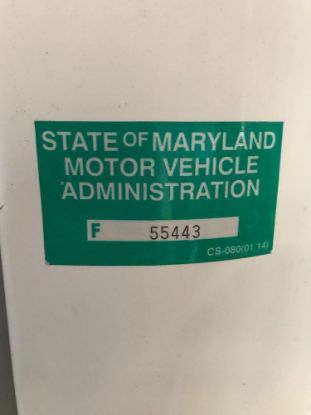 STATE OF MARYLAND
MOTOR VEHICLE
ADMINISTRATION
F 55443
CS-080(01 14)